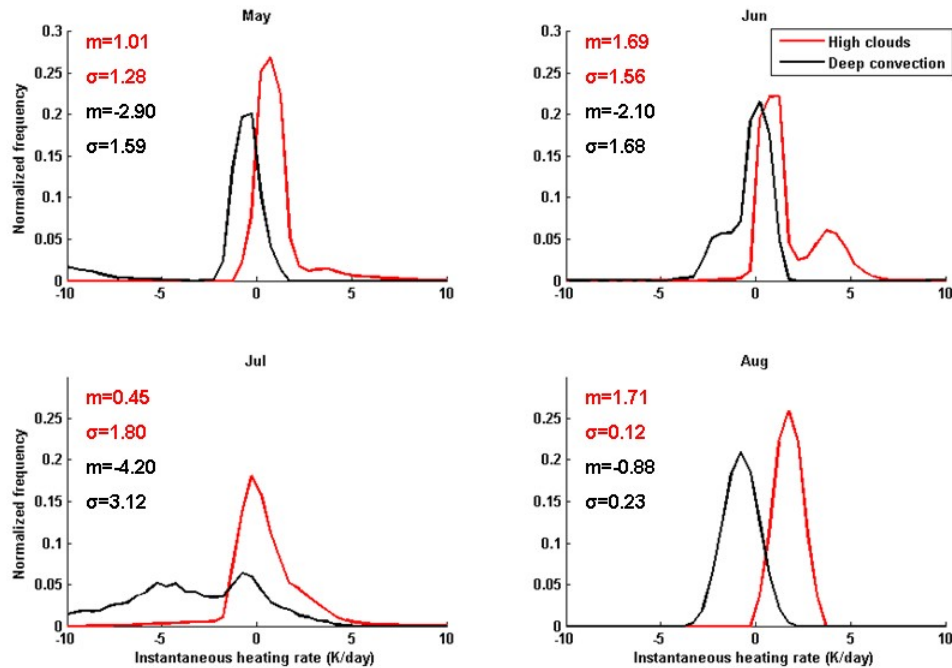 May
Normalized frequency
0.3
0.25
0.2
0.15
0.1
0.05
0
-10
-5
0
5
10
m=1.01
σ=1.28
m=-2.90
σ=1.59
Jun
High clouds
Deep convection
0.3
0.25
0.2
0.15
0.1
0.05
0
-10
-5
0
5
10
m=1.69
σ=1.56
m=-2.10
σ=1.68
Jul
Normalized frequency
0.25
0.2
0.15
0.1
0.05
0
-10
-5
0
5
10
Instantaneous heating rate (K/day)
m=0.45
σ=1.80
m=-4.20
σ=3.12
Aug
0.25
0.2
0.15
0.1
0.05
0
-10
-5
0
5
10
Instantaneous heating rate (K/day)
m=1.71
σ=0.12
m=-0.88
σ=0.23